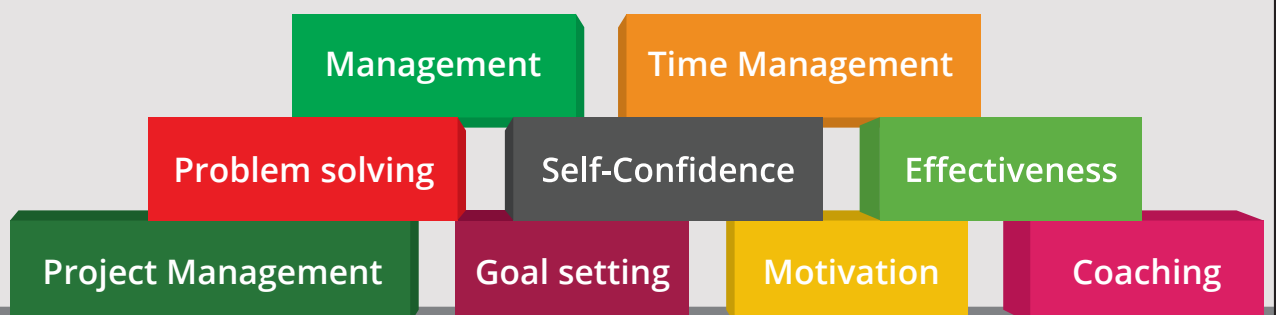 Management
Time Management
Problem solving
Self-Confidence
Effectiveness
Project Management
Goal setting
Motivation
Coaching